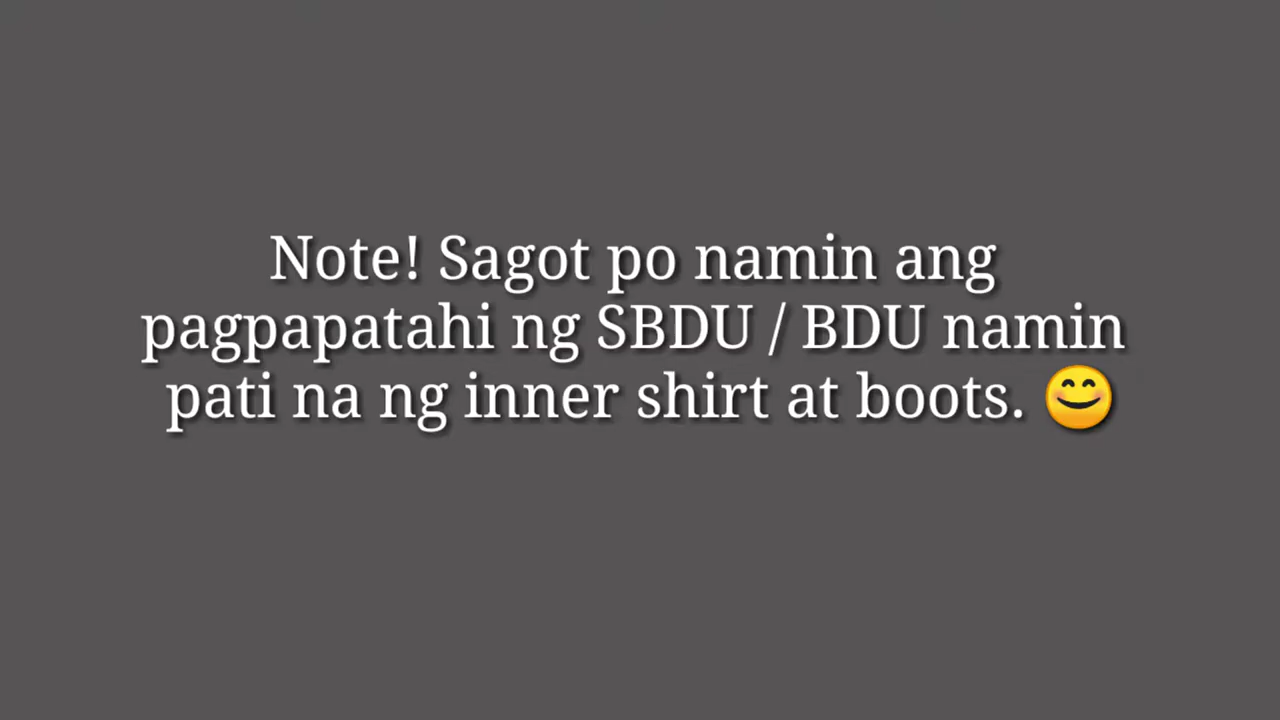 Note! Sagot po namin ang
pagpapatahi ng SBDU / BDU namin
pati na ng inner shirt at boots. 😊